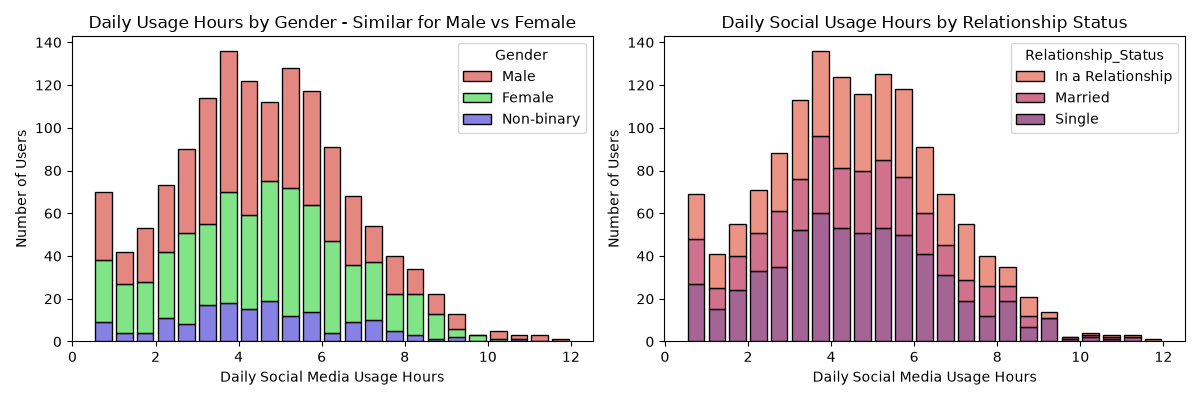 Daily Usage Hours by Gender - Similar for Male vs Female
140
120
100
80
60
40
20
0
Number of Users
Gender
Male
Female
Non-binary
0 2 4 6 8 10 12
Daily Social Media Usage Hours
Daily Social Usage Hours by Relationship Status
140
120
100
80
60
40
20
0
Number of Users
Relationship_Status
In a Relationship
Married
Single
0 2 4 6 8 10 12
Daily Social Media Usage Hours